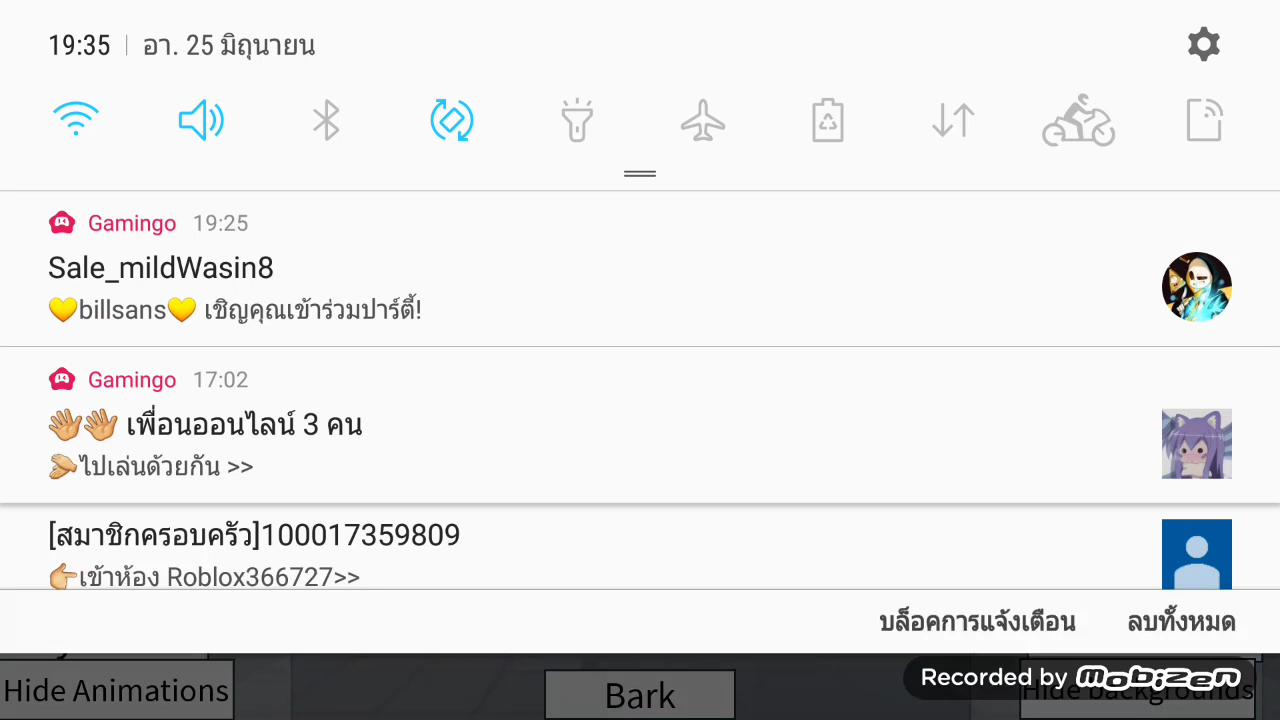 19:35 | อา. 25 มิถุนายน
Gamingo 19:25
Sale_mildWasin8
💛billsans💛 เชิญคุณเข้าร่วมปาร์ตี้!
Gamingo 17:02
👋👋 เพื่อนออนไลน์ 3 คน
👏ไปเล่นด้วยกัน >>
[สมาชิกครอบครัว]100017359809
👉เข้าห้อง Roblox366727>>
บล็อคการแจ้งเตือน ลบทั้งหมด
Recorded by Mobizen
Hide Animations
Bark
Hide backgrounds